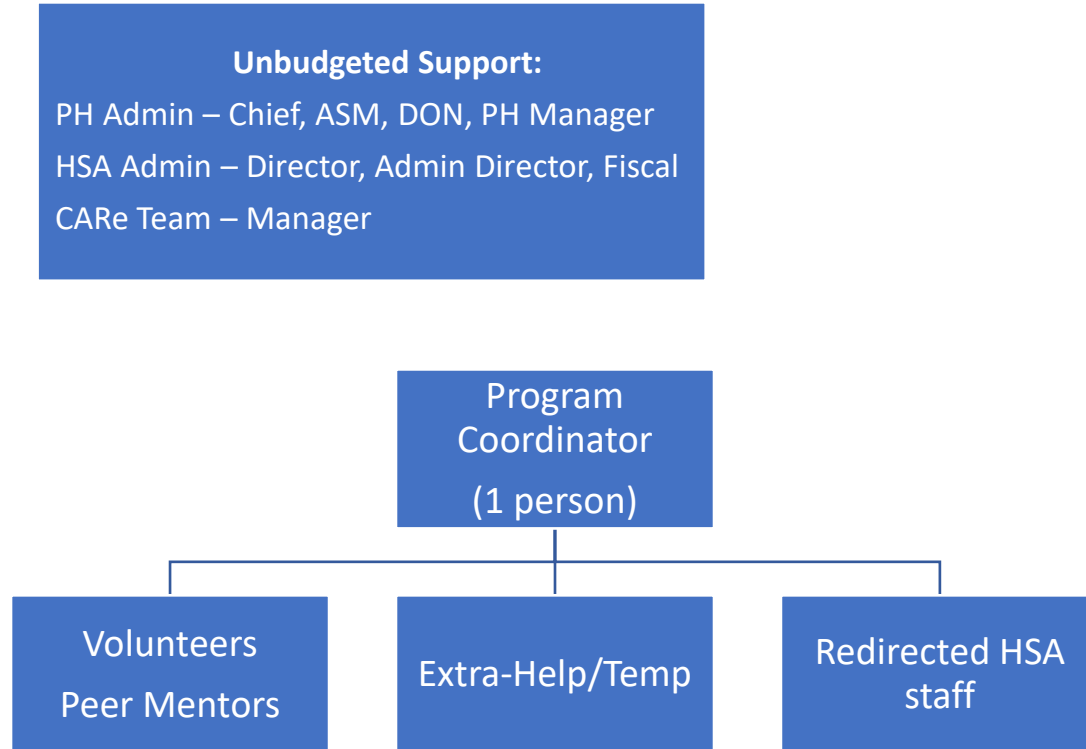 Unbudgeted Support:
PH Admin – Chief, ASM, DON, PH Manager
HSA Admin – Director, Admin Director, Fiscal
CARe Team – Manager
Program
Coordinator
(1 person)
Volunteers
Peer Mentors
Extra-Help/Temp
Redirected HSA
staff